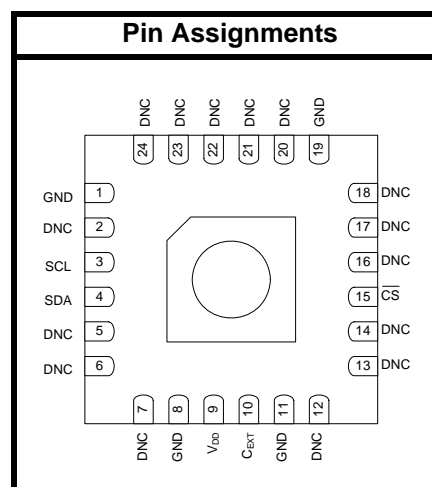 Pin Assignments
DNC DNC DNC DNC DNC GND
24 23 22 21 20 19
GND 1
DNC 2
SCL 3
SDA 4
DNC 5
DNC 6
18 DNC
17 DNC
16 DNC
15 CS
14 DNC
13 DNC
7 8 9 10 11 12
DNC GND VDD CEXT GND DNC